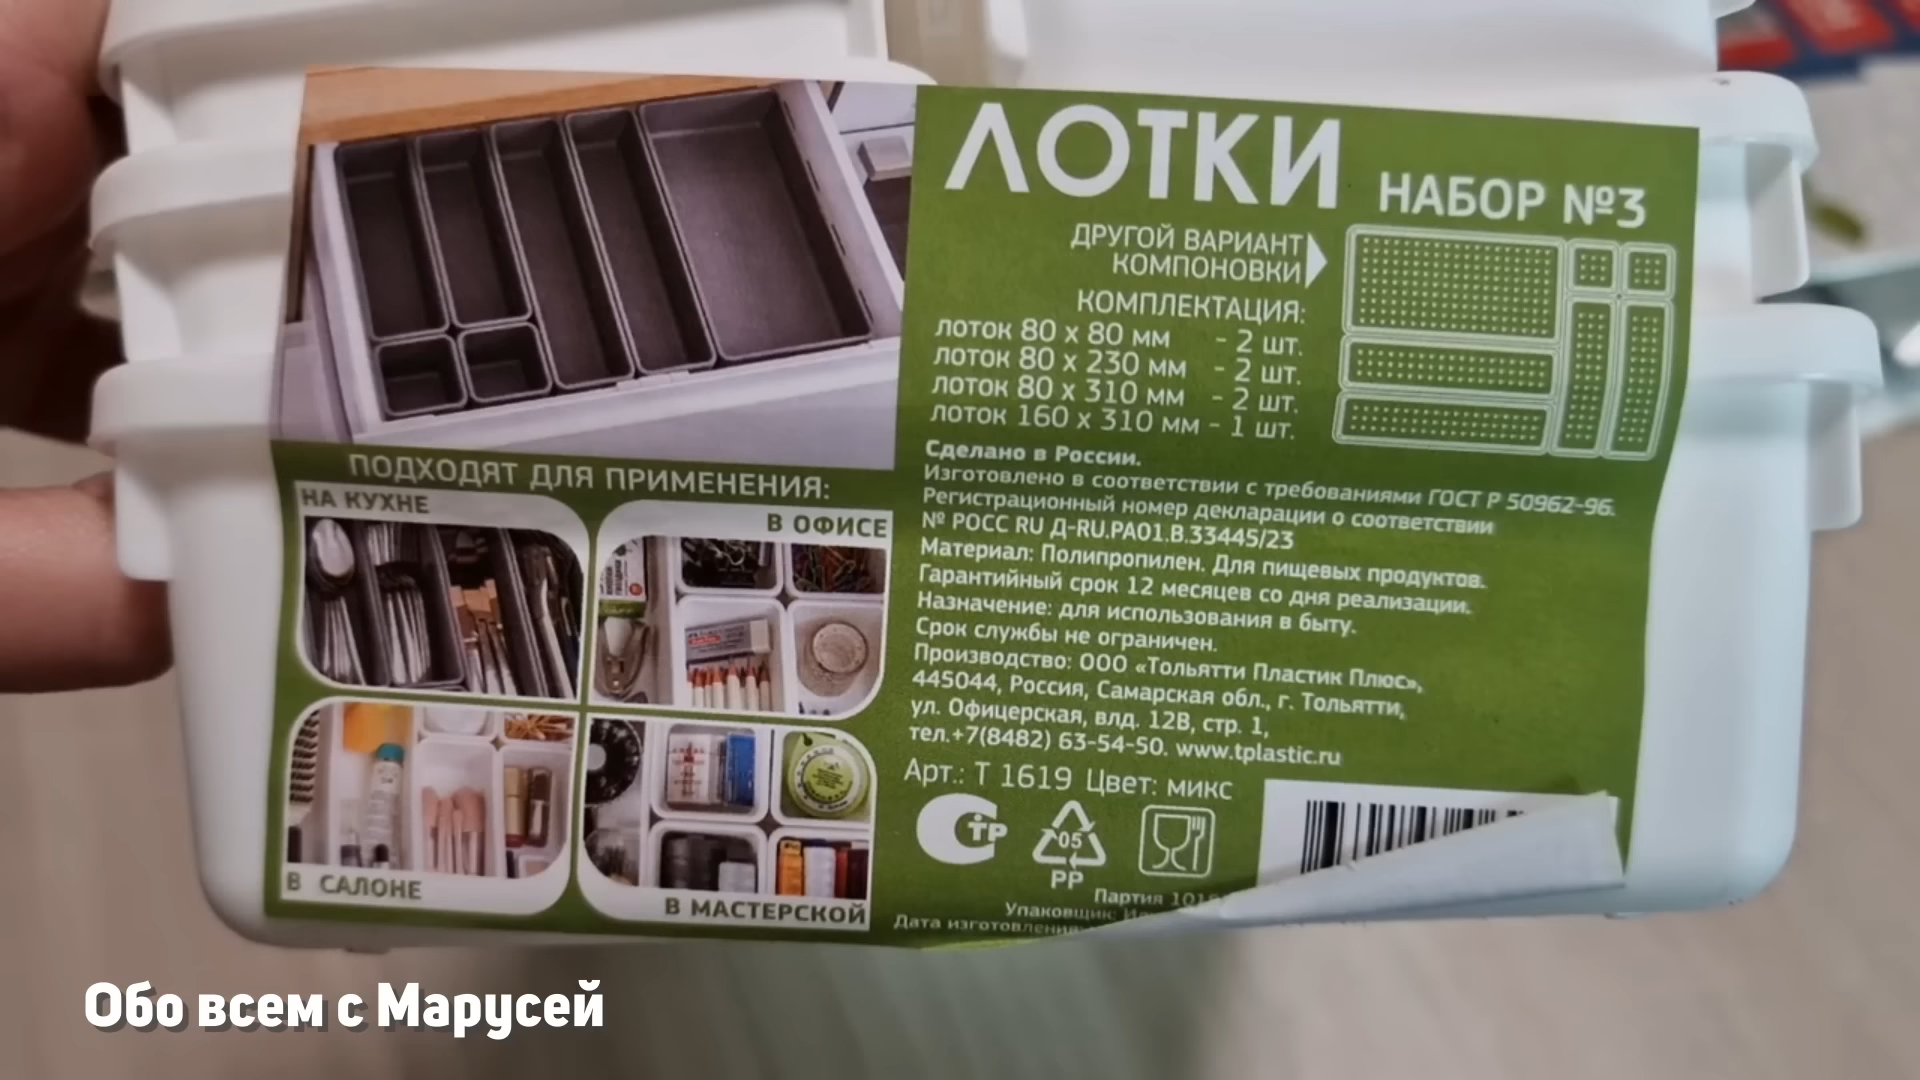 ЛОТКИ НАБОР №3
ДРУГОЙ ВАРИАНТ
КОМПОНОВКИ
КОМПЛЕКТАЦИЯ:
лоток 80 х 80 мм - 2 шт.
лоток 80 х 230 мм - 2 шт.
лоток 80 х 310 мм - 2 шт.
лоток 160 х 310 мм - 1 шт.
Сделано в России.
Изготовлено в соответствии с требованиями ГОСТ Р 50962-96.
Регистрационный номер декларации о соответствии
№ РОСС RU Д-RU.РА01.В.33445/23
Материал: Полипропилен. Для пищевых продуктов.
Гарантийный срок 12 месяцев со дня реализации.
Назначение: для использования в быту.
Срок службы не ограничен.
Производство: ООО «Тольятти Пластик Плюс»,
445044, Россия, Самарская обл., г. Тольятти,
ул. Офицерская, влд. 12В, стр. 1,
тел.+7(8482) 63-54-50. www.tplastic.ru
Арт.: Т 1619 Цвет: микс
05
PP
Партия
Упаковщик:
Дата изготовления:
ПОДХОДЯТ ДЛЯ ПРИМЕНЕНИЯ:
НА КУХНЕ
В ОФИСЕ
В САЛОНЕ
В МАСТЕРСКОЙ
Обо всем с Марусей